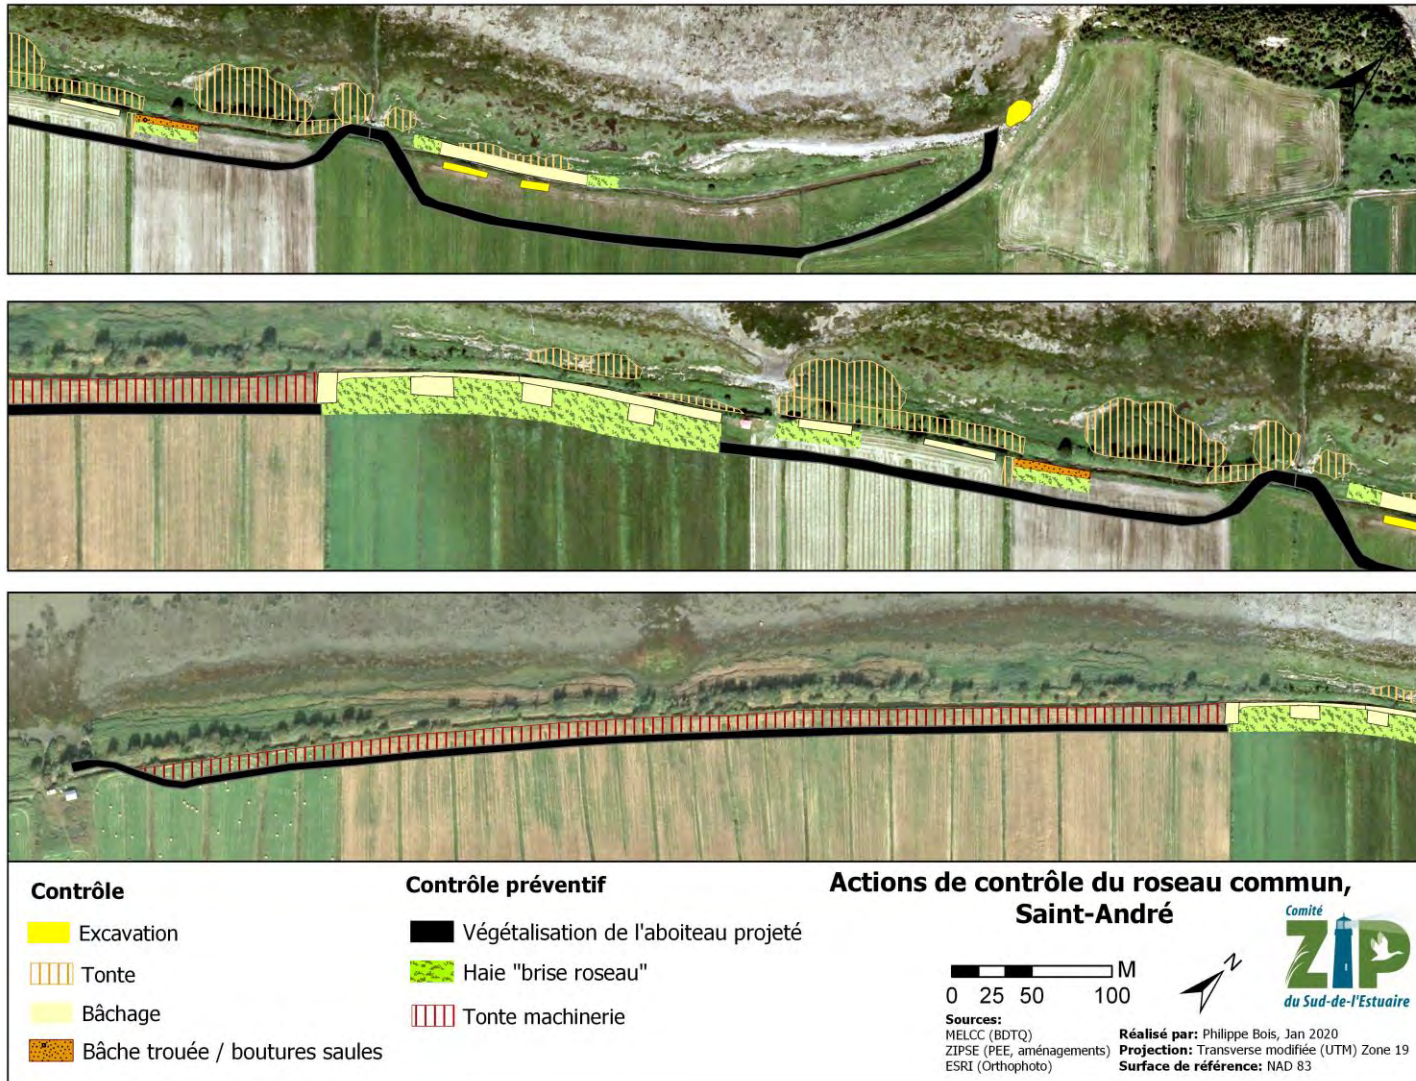 Contrôle
Excavation
Tonte
Bâchage
Bâche trouée / boutures saules
Contrôle préventif
Végétalisation de l'aboiteau projeté
Haie "brise roseau"
Tonte machinerie
Actions de contrôle du roseau commun,
Saint-André
M
0 25 50 100
N
Comité
ZIP
du Sud-de-l'Estuaire
Sources:
MELCC (BDTQ)
ZIPSE (PEE, aménagements)
ESRI (Orthophoto)
Réalisé par: Philippe Bois, Jan 2020
Projection: Transverse modifiée (UTM) Zone 19
Surface de référence: NAD 83